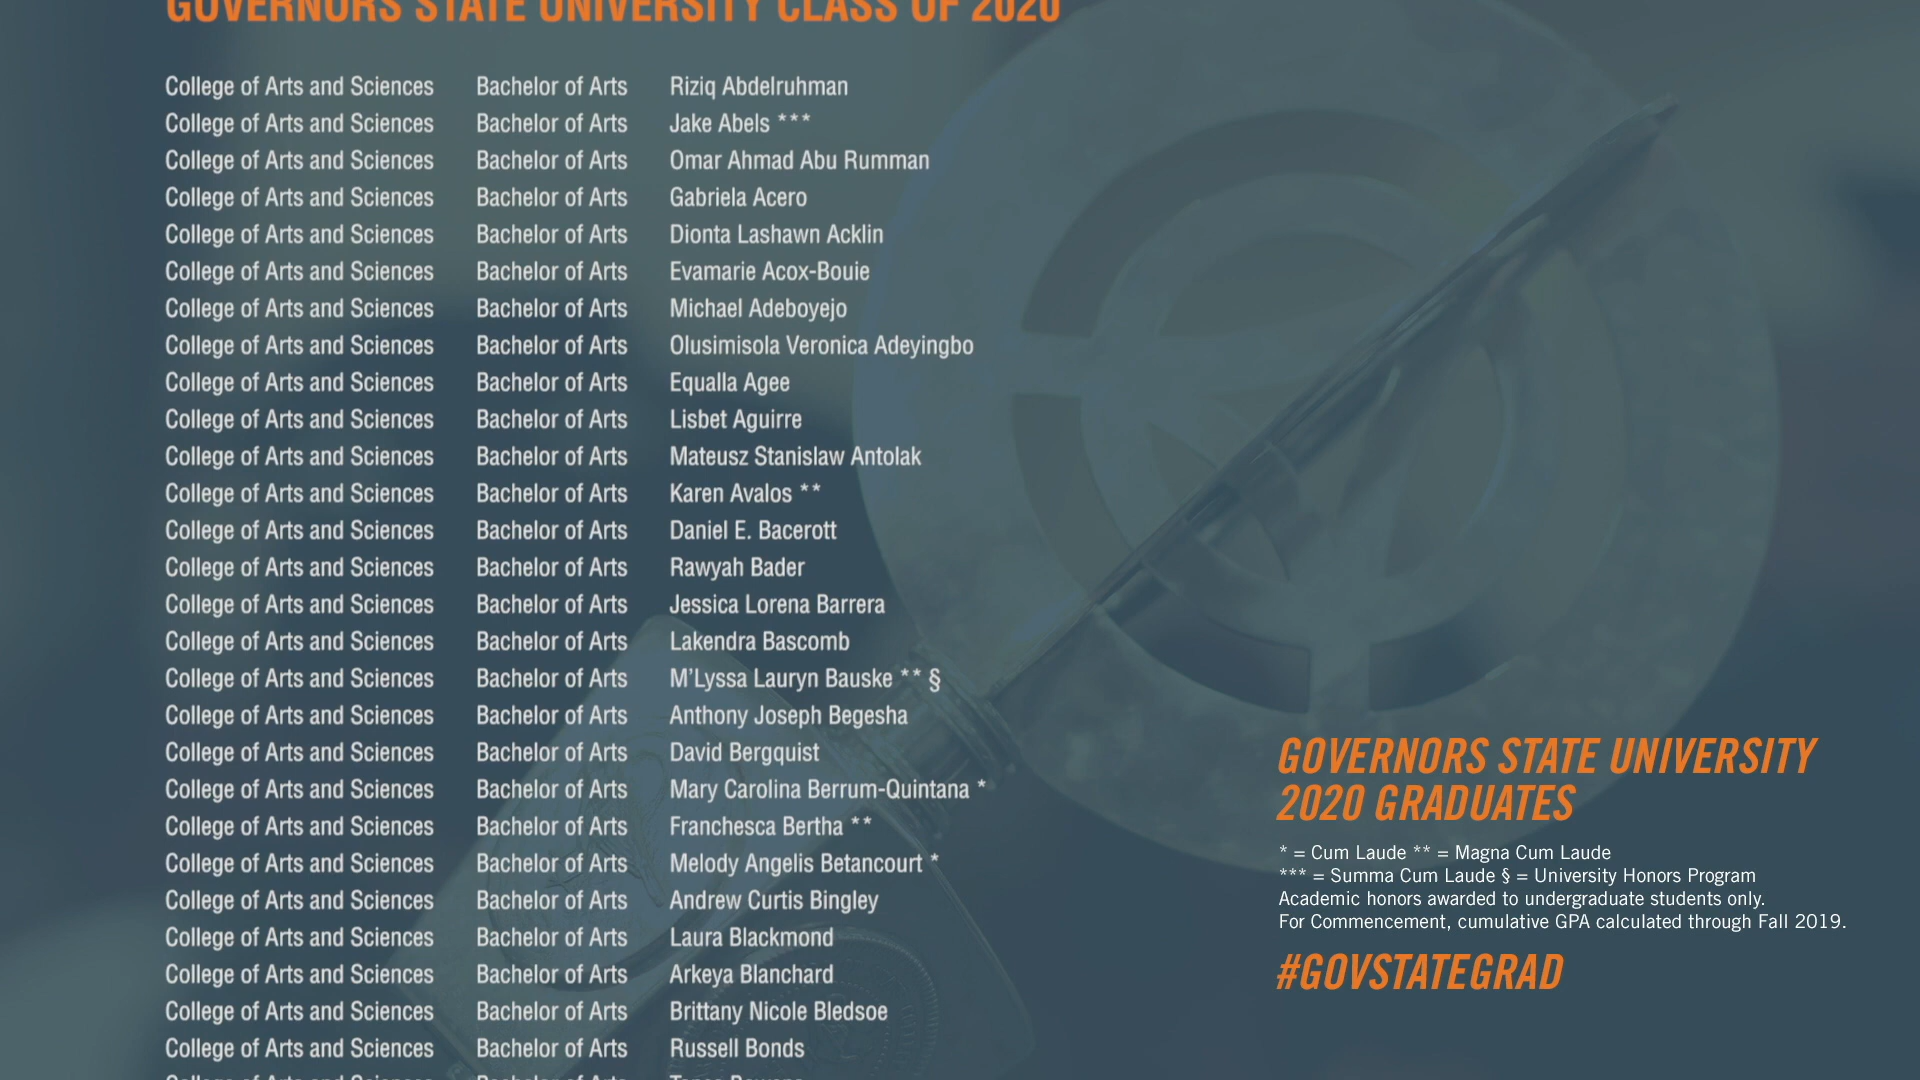 GOVERNORS STATE UNIVERSITY CLASS OF 2020
College of Arts and Sciences Bachelor of Arts Riziq Abdelruhman
College of Arts and Sciences Bachelor of Arts Jake Abels ***
College of Arts and Sciences Bachelor of Arts Omar Ahmad Abu Rumman
College of Arts and Sciences Bachelor of Arts Gabriela Acero
College of Arts and Sciences Bachelor of Arts Dionta Lashawn Acklin
College of Arts and Sciences Bachelor of Arts Evamarie Acox-Bouie
College of Arts and Sciences Bachelor of Arts Michael Adeboyejo
College of Arts and Sciences Bachelor of Arts Olusimisola Veronica Adeyingbo
College of Arts and Sciences Bachelor of Arts Equalla Agee
College of Arts and Sciences Bachelor of Arts Lisbet Aguirre
College of Arts and Sciences Bachelor of Arts Mateusz Stanislaw Antolak
College of Arts and Sciences Bachelor of Arts Karen Avalos **
College of Arts and Sciences Bachelor of Arts Daniel E. Bacerott
College of Arts and Sciences Bachelor of Arts Rawyah Bader
College of Arts and Sciences Bachelor of Arts Jessica Lorena Barrera
College of Arts and Sciences Bachelor of Arts Lakendra Bascomb
College of Arts and Sciences Bachelor of Arts M’Lyssa Lauryn Bauske ** §
College of Arts and Sciences Bachelor of Arts Anthony Joseph Begesha
College of Arts and Sciences Bachelor of Arts David Bergquist
College of Arts and Sciences Bachelor of Arts Mary Carolina Berrum-Quintana *
College of Arts and Sciences Bachelor of Arts Franchesca Bertha **
College of Arts and Sciences Bachelor of Arts Melody Angelis Betancourt *
College of Arts and Sciences Bachelor of Arts Andrew Curtis Bingley
College of Arts and Sciences Bachelor of Arts Laura Blackmond
College of Arts and Sciences Bachelor of Arts Arkeya Blanchard
College of Arts and Sciences Bachelor of Arts Brittany Nicole Bledsoe
College of Arts and Sciences Bachelor of Arts Russell Bonds
College of Arts and Sciences Bachelor of Arts
GOVERNORS STATE UNIVERSITY
2020 GRADUATES
* = Cum Laude ** = Magna Cum Laude
*** = Summa Cum Laude § = University Honors Program
Academic honors awarded to undergraduate students only.
For Commencement, cumulative GPA calculated through Fall 2019.
#GOVSTATEGRAD